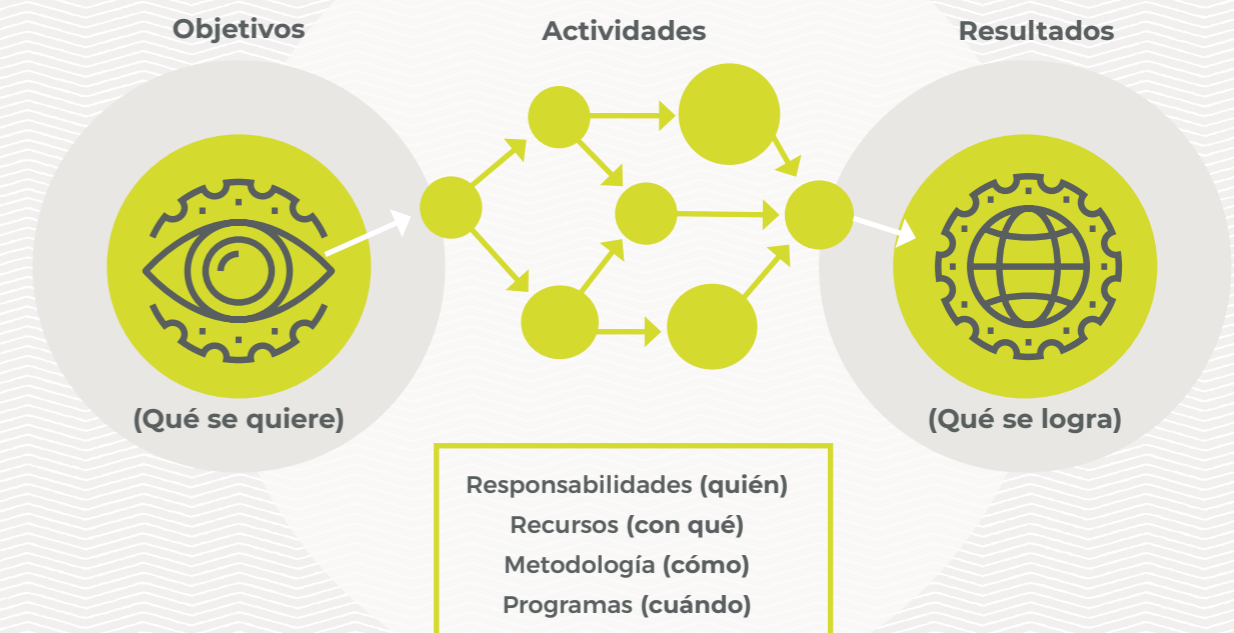 Objetivos
Actividades
Resultados
(Qué se quiere)
(Qué se logra)
Responsabilidades (quién)
Recursos (con qué)
Metodología (cómo)
Programas (cuándo)